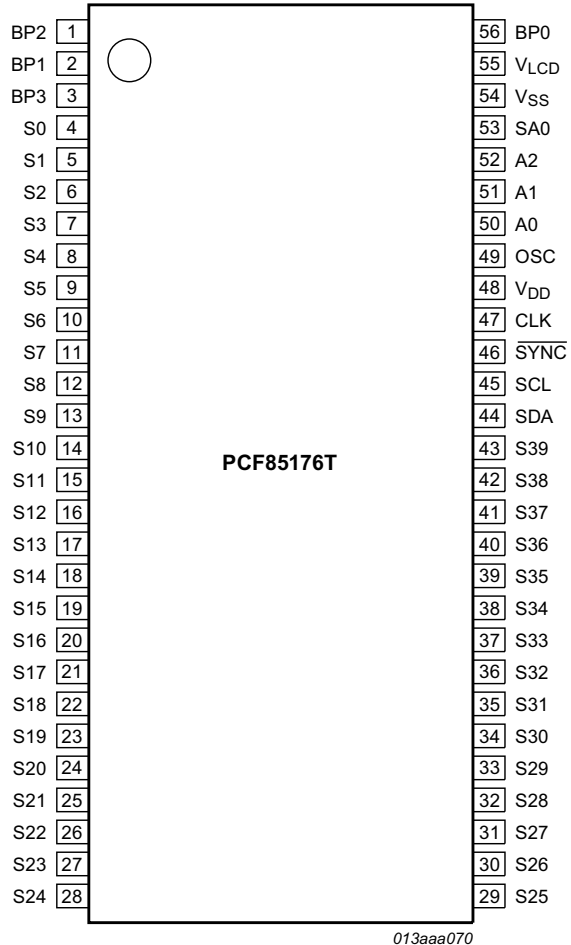 BP2 1 56 BP0
BP1 2 55 VLCD
BP3 3 54 VSS
S0 4 53 SA0
S1 5 52 A2
S2 6 51 A1
S3 7 50 A0
S4 8 49 OSC
S5 9 48 VDD
S6 10 47 CLK
S7 11 46 SYNC
S8 12 45 SCL
S9 13 44 SDA
S10 14 43 S39
S11 15 PCF85176T 42 S38
S12 16 41 S37
S13 17 40 S36
S14 18 39 S35
S15 19 38 S34
S16 20 37 S33
S17 21 36 S32
S18 22 35 S31
S19 23 34 S30
S20 24 33 S29
S21 25 32 S28
S22 26 31 S27
S23 27 30 S26
S24 28 29 S25
013aaa070